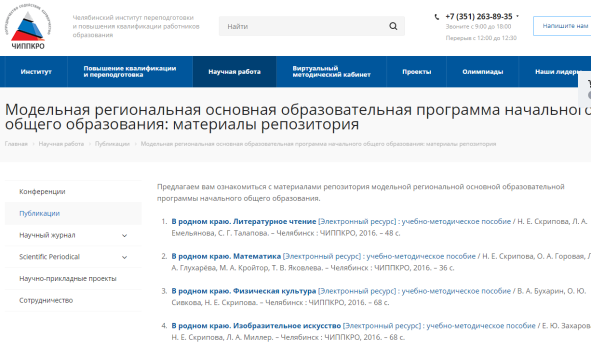 ЧИППКРО
Челябинский институт переподготовки
и повышения квалификации работников
образования
Найти
+7 (351) 263-89-35
Звоните с 9:00 до 18:00
Перерыв с 12:00 до 12:30
Напишите нам
Институт
Повышение квалификации
и переподготовка
Научная работа
Виртуальный
методический кабинет
Проекты
Олимпиады
Наши лидеры
Модельная региональная основная образовательная программа начального
общего образования: материалы репозитория
Главная Научная работа Публикации Модельная региональная основная образовательная программа начального общего образования: материалы репозитория
Конференции
Публикации
Научный журнал
Scientific Periodical
Научно-прикладные проекты
Сотрудничество
Предлагаем вам ознакомиться с материалами репозитория модельной региональной основной образовательной
программы начального общего образования.
1. В родном краю. Литературное чтение [Электронный ресурс] : учебно-методическое пособие / Н. Е. Скрипова, Л. А.
Емельянова, С. Г. Талапова. – Челябинск : ЧИППКРО, 2016. – 48 с.
2. В родном краю. Математика [Электронный ресурс] : учебно-методическое пособие / Н. Е. Скрипова, О. А. Горовая,
А. Глухарёва, М. А. Кройтор, Т. В. Яковлева. – Челябинск : ЧИППКРО, 2016. – 36 с.
3. В родном краю. Физическая культура [Электронный ресурс] : учебно-методическое пособие / В. А. Бухарин, О. Ю.
Сивкова, Н. Е. Скрипова. – Челябинск : ЧИППКРО, 2016. – 68 с.
4. В родном краю. Изобразительное искусство [Электронный ресурс] : учебно-методическое пособие / Е. Ю. Захаров
Н. Е. Скрипова, Л. А. Миллер. – Челябинск : ЧИППКРО, 2016. – 68 с.